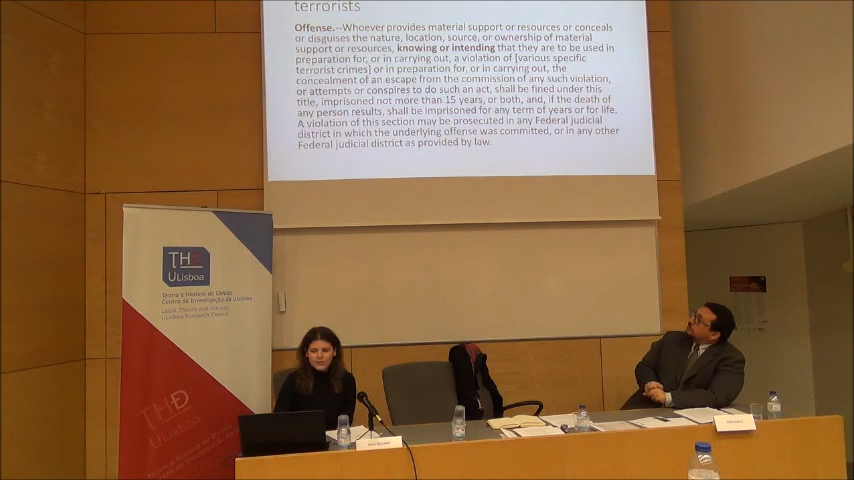 terrorists
Offense.--Whoever provides material support or resources or conceals
or disguises the nature, location, source, or ownership of material
support or resources, knowing or intending that they are to be used in
preparation for, or in carrying out, a violation of [various specific
terrorist crimes] or in preparation for, or in carrying out, the
concealment of an escape from the commission of any such violation,
or attempts or conspires to do such an act, shall be fined under this
title, imprisoned not more than 15 years, or both, and, if the death of
any person results, shall be imprisoned for any term of years or for life.
A violation of this section may be prosecuted in any Federal judicial
district in which the underlying offense was committed, or in any other
Federal judicial district as provided by law.
THD
ULisboa
Teoria e História do Direito
Centro de Investigação da ULisboa
Legal Theory and History
ULisboa Research Centre
THD
ULisboa
Teoria e História do